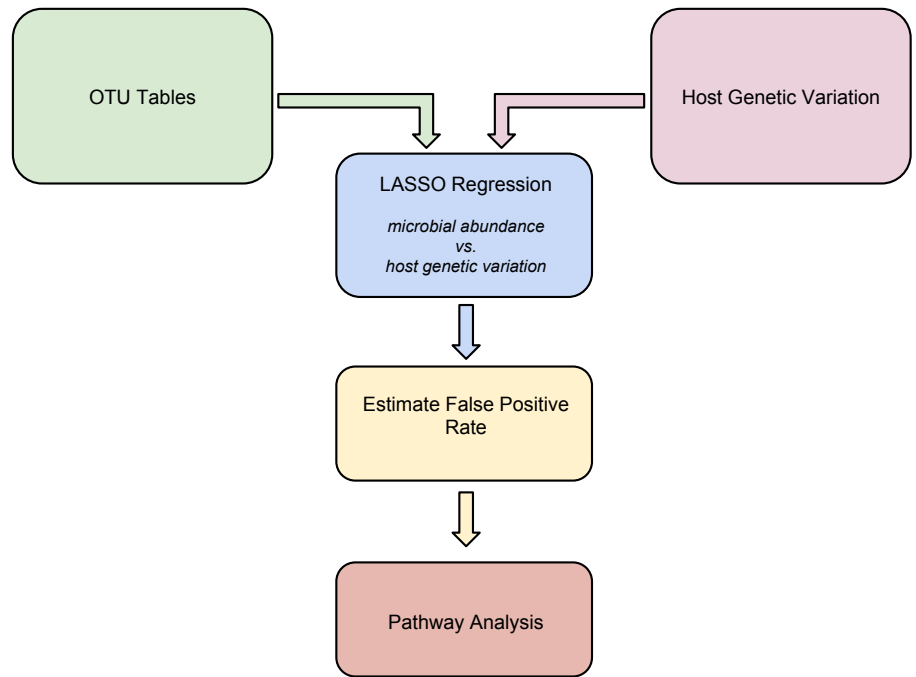 OTU Tables
Host Genetic Variation
LASSO Regression
microbial abundance
vs.
host genetic variation
Estimate False Positive
Rate
Pathway Analysis